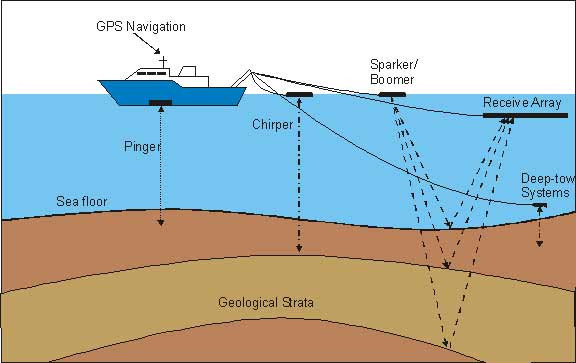 GPS Navigation
Sparker/
Boomer
Receive Array
Chirper
Pinger
Deep-tow
Systems
Sea floor
Geological Strata